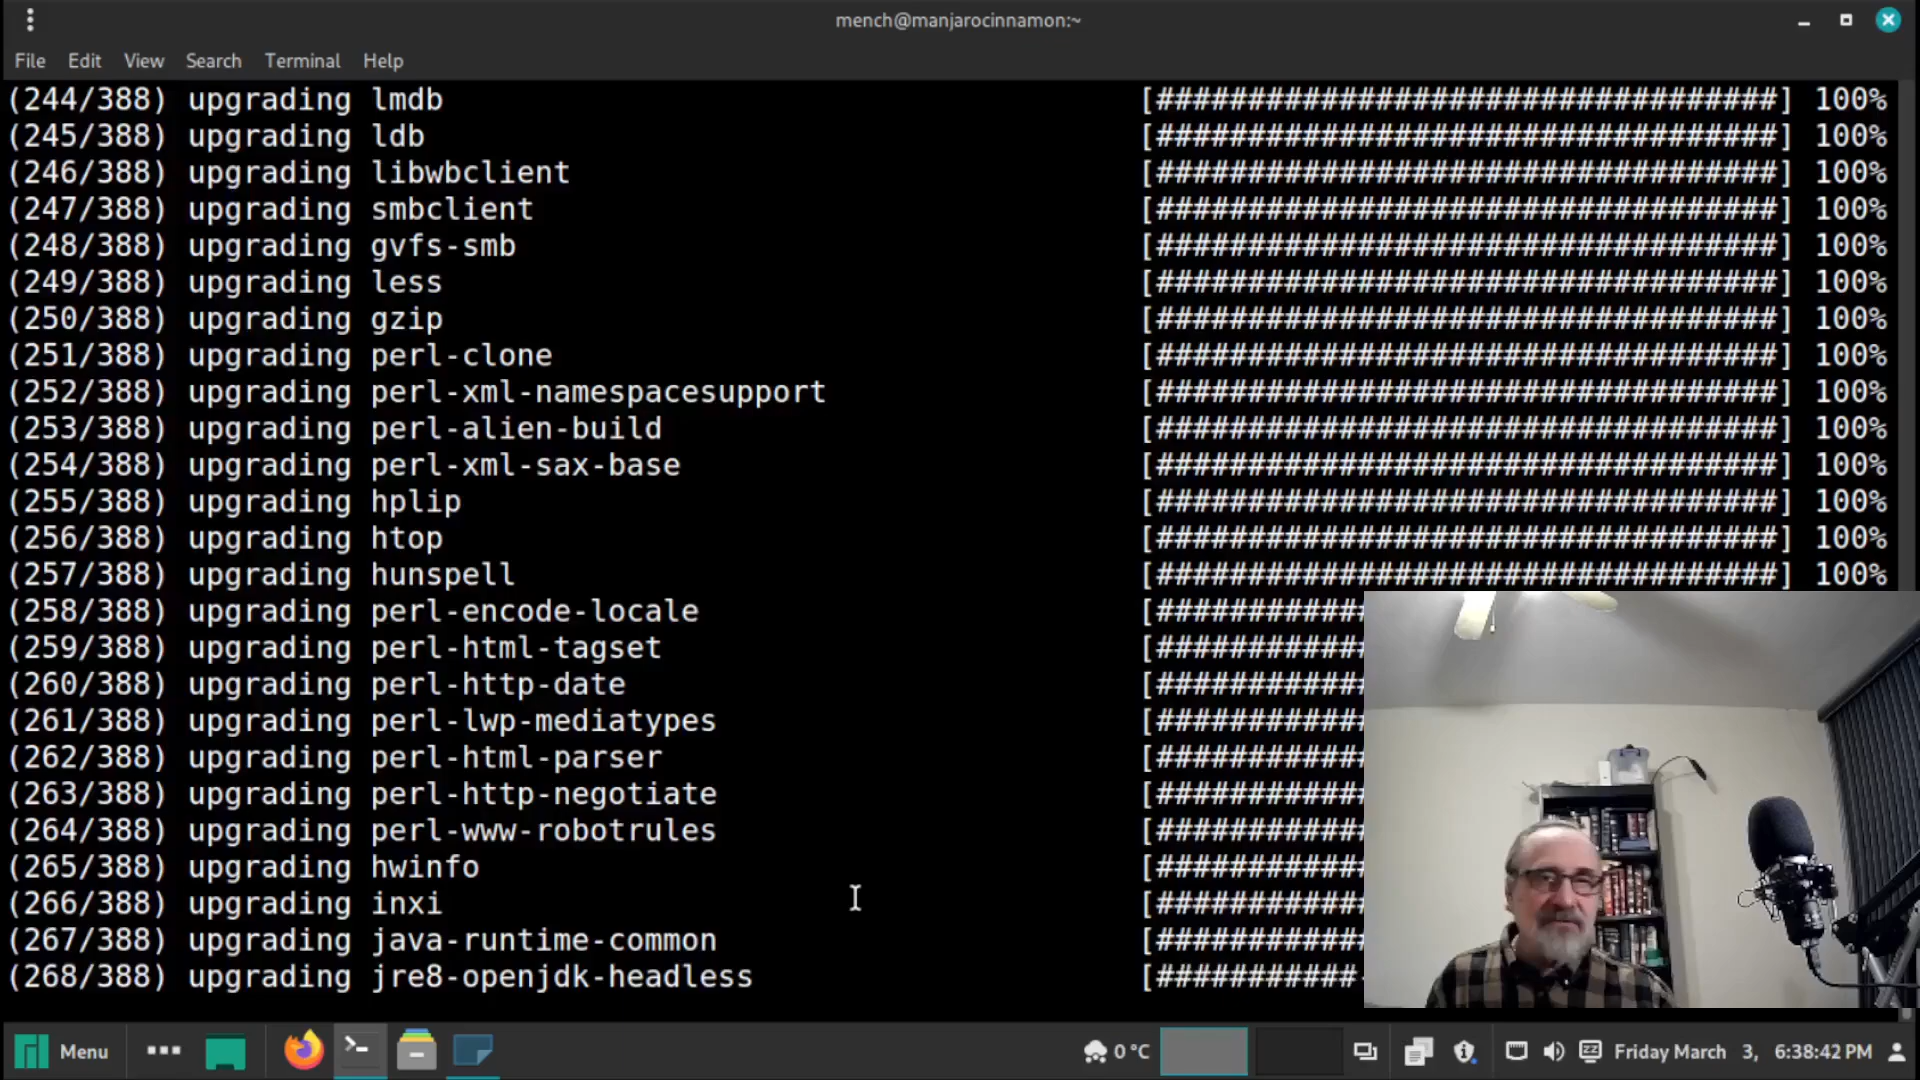 mench@manjarocinnamon:~
File Edit View Search Terminal Help
(244/388) upgrading lmdb [##################################] 100%
(245/388) upgrading ldb [##################################] 100%
(246/388) upgrading libwbclient [##################################] 100%
(247/388) upgrading smbclient [##################################] 100%
(248/388) upgrading gvfs-smb [##################################] 100%
(249/388) upgrading less [##################################] 100%
(250/388) upgrading gzip [##################################] 100%
(251/388) upgrading perl-clone [##################################] 100%
(252/388) upgrading perl-xml-namespacesupport [##################################] 100%
(253/388) upgrading perl-alien-build [##################################] 100%
(254/388) upgrading perl-xml-sax-base [##################################] 100%
(255/388) upgrading hplip [##################################] 100%
(256/388) upgrading htop [##################################] 100%
(257/388) upgrading hunspell [##################################] 100%
(258/388) upgrading perl-encode-locale [###########
(259/388) upgrading perl-html-tagset [###########
(260/388) upgrading perl-http-date [###########
(261/388) upgrading perl-lwp-mediatypes [###########
(262/388) upgrading perl-html-parser [###########
(263/388) upgrading perl-http-negotiate [###########
(264/388) upgrading perl-www-robotrules [###########
(265/388) upgrading hwinfo [###########
(266/388) upgrading inxi [###########
(267/388) upgrading java-runtime-common [###########
(268/388) upgrading jre8-openjdk-headless [###########
Menu 0 °C Friday March 3, 6:38:42 PM